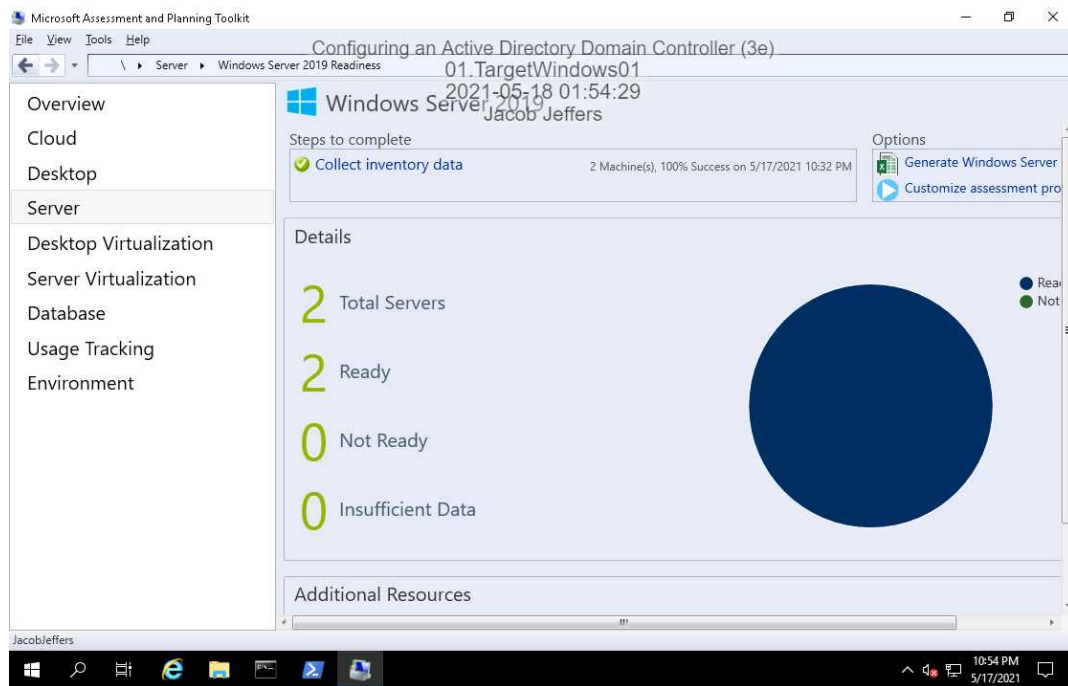 Microsoft Assessment and Planning Toolkit
File View Tools Help
Configuring an Active Directory Domain Controller (3e)
\ Server Windows Server 2019 Readiness
01.TargetWindows01
2021-05-18 01:54:29
Jacob Jeffers
Overview
Cloud
Desktop
Server
Desktop Virtualization
Server Virtualization
Database
Usage Tracking
Environment
Windows Server 2019
Steps to complete
Collect inventory data 2 Machine(s), 100% Success on 5/17/2021 10:32 PM
Options
Generate Windows Server
Customize assessment pro
Details
2 Total Servers
2 Ready
0 Not Ready
0 Insufficient Data
Rea
Not
Additional Resources
JacobJeffers
10:54 PM
5/17/2021